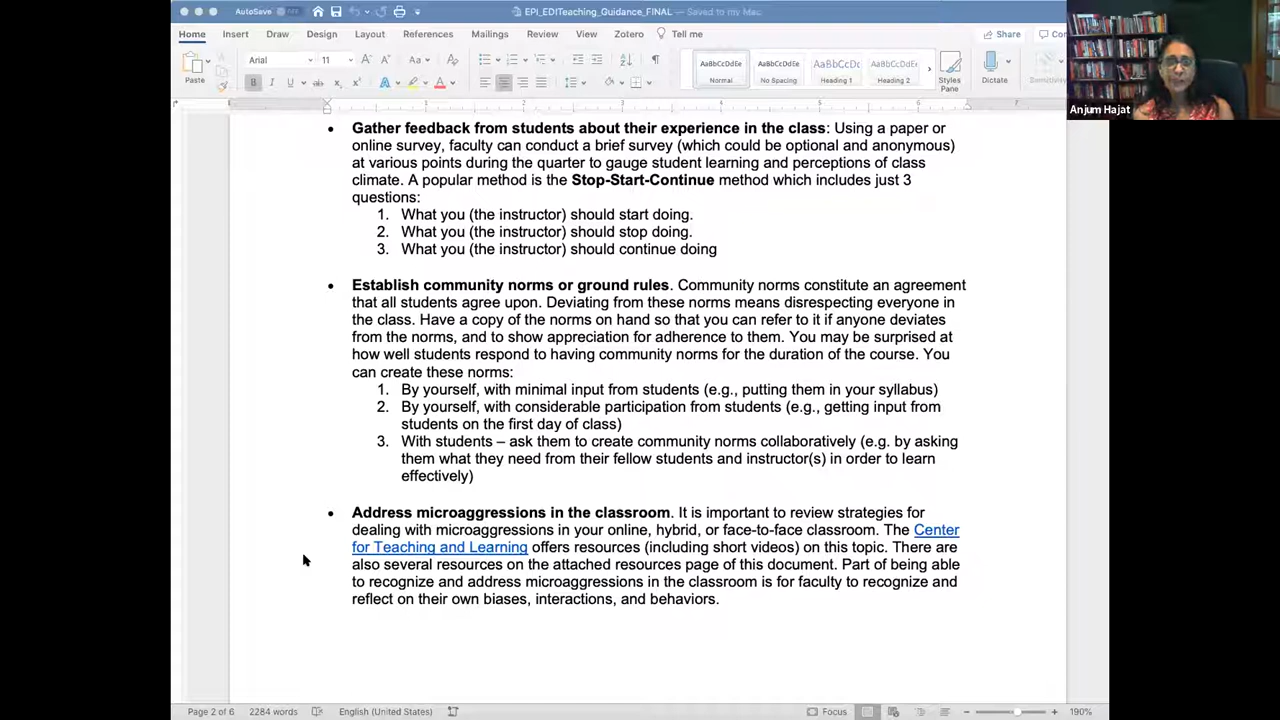 AutoSave
EPI_EDITeaching_Guidance_FINAL — Saved to my Mac
Home Insert Draw Design Layout References Mailings Review View Zotero Tell me Share
Paste
Arial 11
AaBbCcDdEe AaBbCcDdEe AaBbCcDc AaBbCcDdEe
Normal No Spacing Heading 1 Heading 2 Styles Pane Dictate Sensitivity
Anjum Hajat
• Gather feedback from students about their experience in the class: Using a paper or
online survey, faculty can conduct a brief survey (which could be optional and anonymous)
at various points during the quarter to gauge student learning and perceptions of class
climate. A popular method is the Stop-Start-Continue method which includes just 3
questions:
1. What you (the instructor) should start doing.
2. What you (the instructor) should stop doing.
3. What you (the instructor) should continue doing
• Establish community norms or ground rules. Community norms constitute an agreement
that all students agree upon. Deviating from these norms means disrespecting everyone in
the class. Have a copy of the norms on hand so that you can refer to it if anyone deviates
from the norms, and to show appreciation for adherence to them. You may be surprised at
how well students respond to having community norms for the duration of the course. You
can create these norms:
1. By yourself, with minimal input from students (e.g., putting them in your syllabus)
2. By yourself, with considerable participation from students (e.g., getting input from
students on the first day of class)
3. With students – ask them to create community norms collaboratively (e.g. by asking
them what they need from their fellow students and instructor(s) in order to learn
effectively)
• Address microaggressions in the classroom. It is important to review strategies for
dealing with microaggressions in your online, hybrid, or face-to-face classroom. The Center
for Teaching and Learning offers resources (including short videos) on this topic. There are
also several resources on the attached resources page of this document. Part of being able
to recognize and address microaggressions in the classroom is for faculty to recognize and
reflect on their own biases, interactions, and behaviors.
Page 2 of 6 2284 words English (United States) Focus 190%